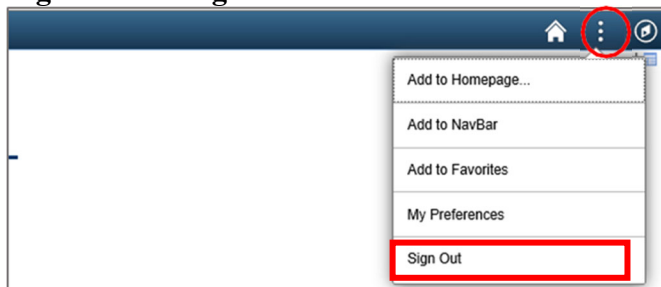 Add to Homepage...
Add to NavBar
Add to Favorites
My Preferences
Sign Out